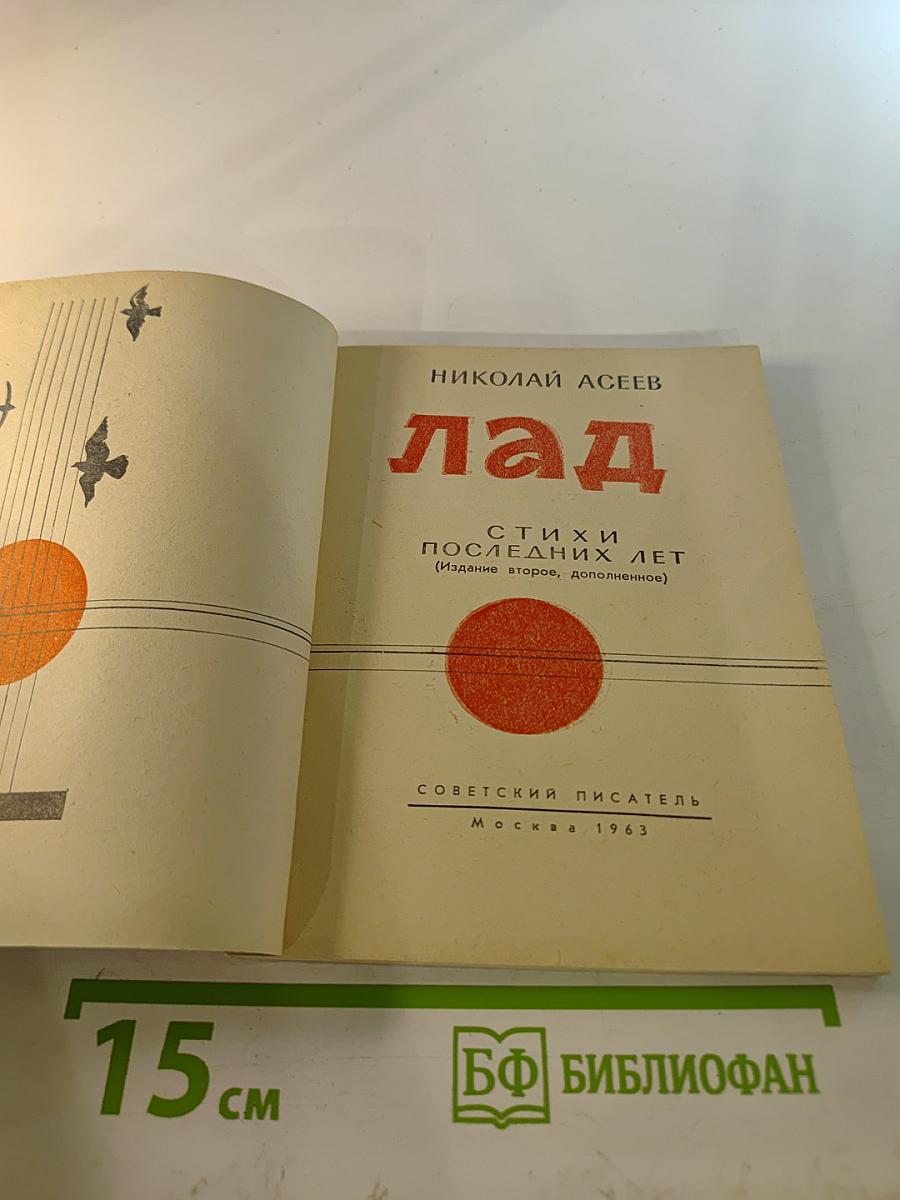 НИКОЛАЙ АСЕЕВ
ЛАД
СТИХИ
ПОСЛЕДНИХ ЛЕТ
(Издание второе, дополненное)
СОВЕТСКИЙ ПИСАТЕЛЬ
Москва 1963
15 см
БФ БИБЛИОФАН